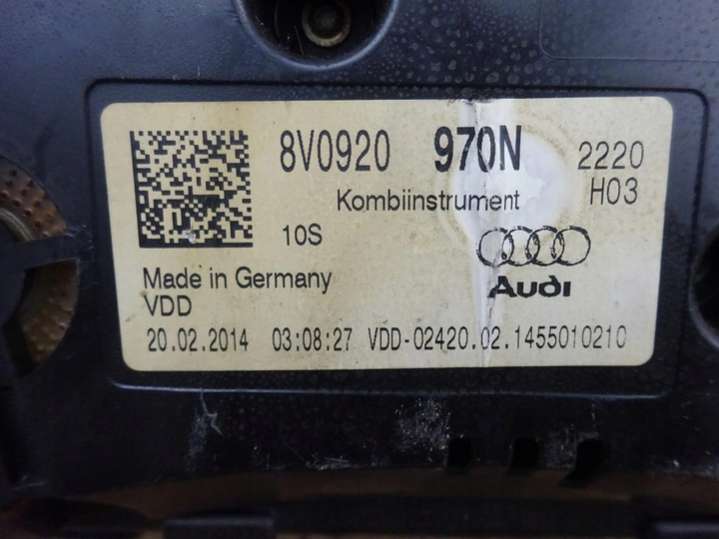 8V0920 970N 2220
Kombiinstrument H03
10S
Audi
Made in Germany
VDD
20.02.2014 03:08:27 VDD-02420.02.1455010210